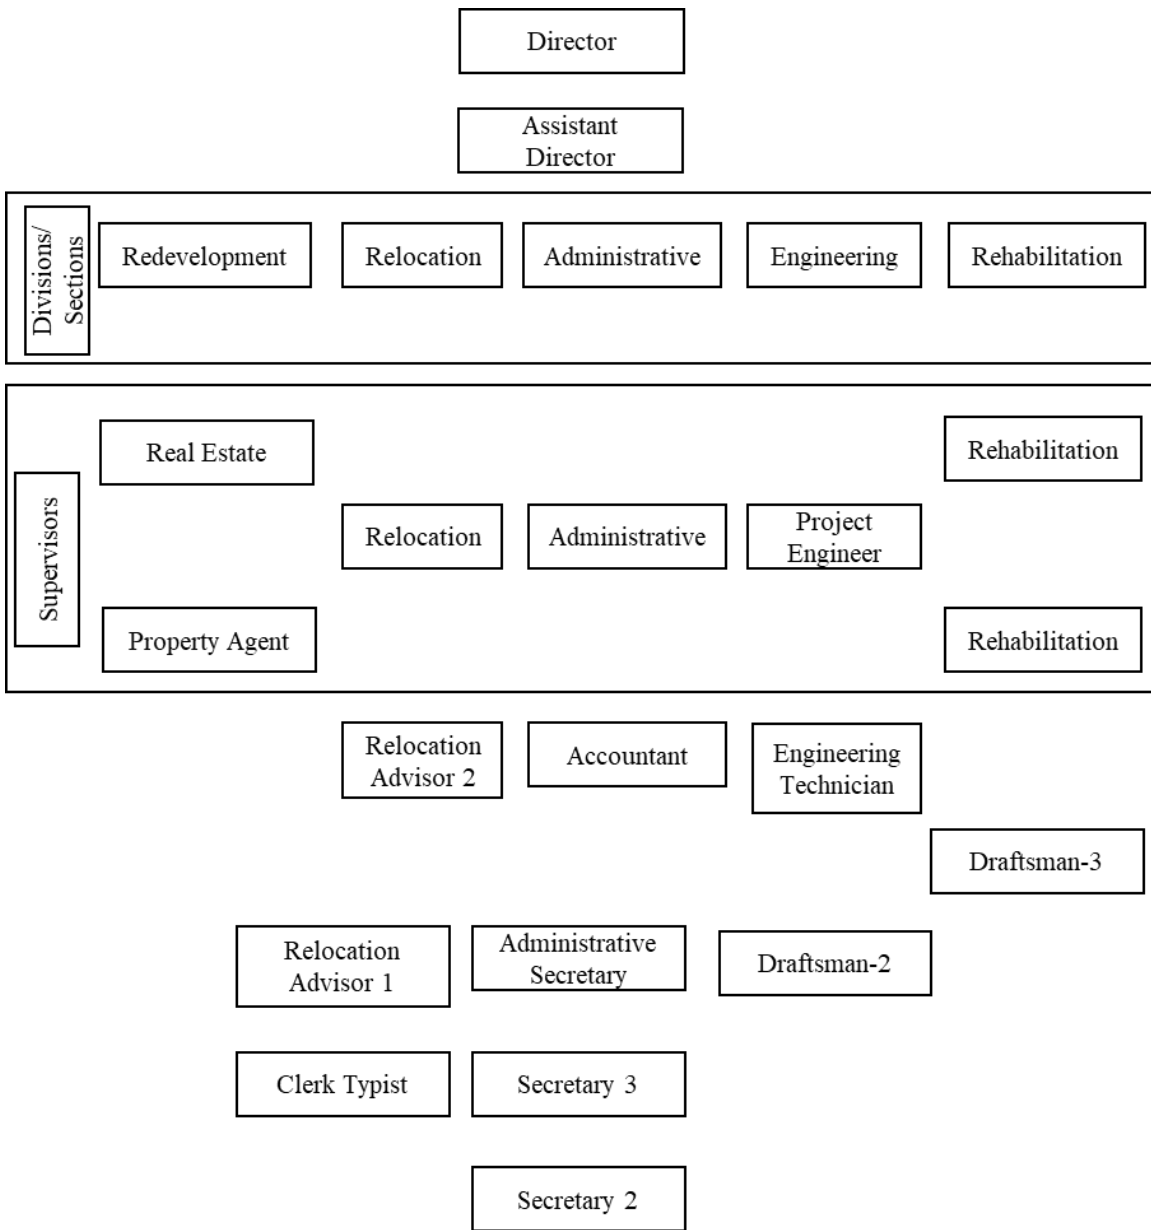 Director
Assistant
Director
Divisions/
Sections
Redevelopment
Relocation
Administrative
Engineering
Rehabilitation
Supervisors
Real Estate
Rehabilitation
Relocation
Administrative
Project
Engineer
Property Agent
Rehabilitation
Relocation
Advisor 2
Accountant
Engineering
Technician
Draftsman-3
Relocation
Advisor 1
Administrative
Secretary
Draftsman-2
Clerk Typist
Secretary 3
Secretary 2